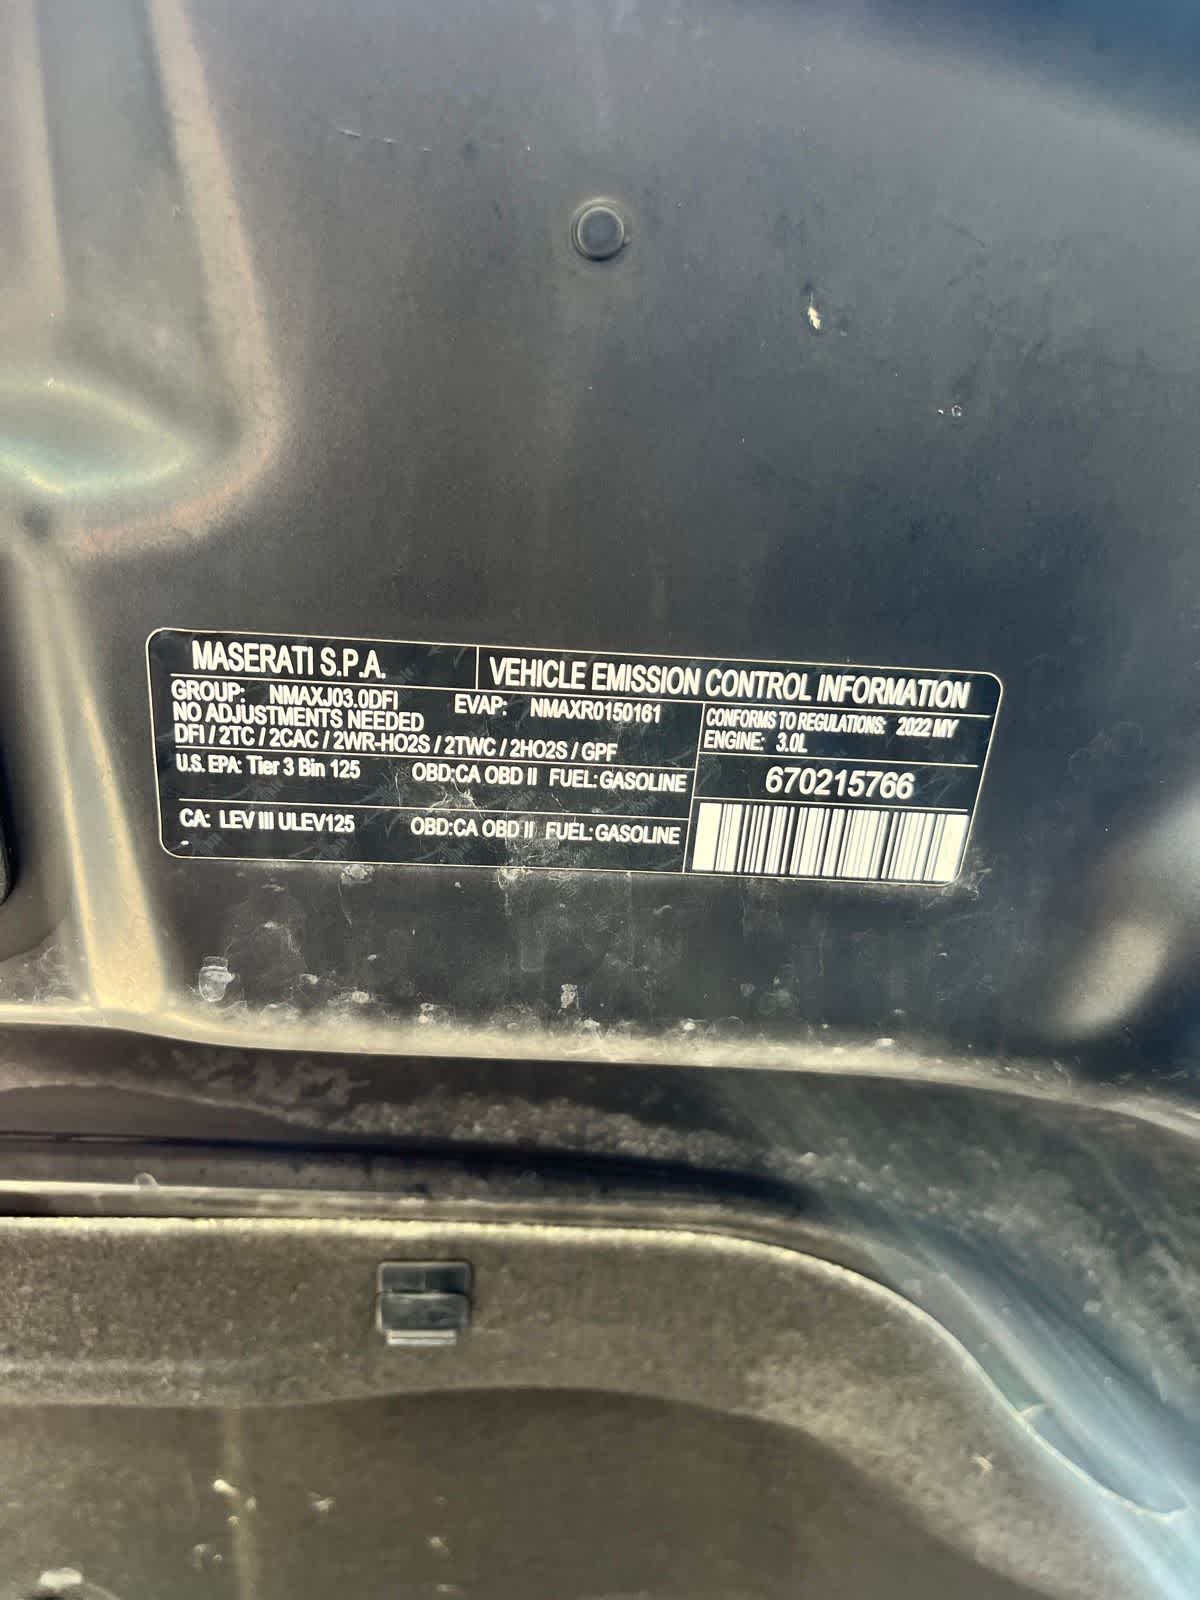 MASERATI S.P.A.
VEHICLE EMISSION CONTROL INFORMATION
GROUP: NMAXJ03.0DFI EVAP: NMAXR0150161
NO ADJUSTMENTS NEEDED
DFI / 2TC / 2CAC / 2WR-HO2S / 2TWC / 2HO2S / GPF
CONFORMS TO REGULATIONS: 2022 MY
ENGINE: 3.0L
U.S. EPA: Tier 3 Bin 125 OBD:CA OBD II FUEL: GASOLINE
670215766
CA: LEV III ULEV125 OBD:CA OBD II FUEL: GASOLINE